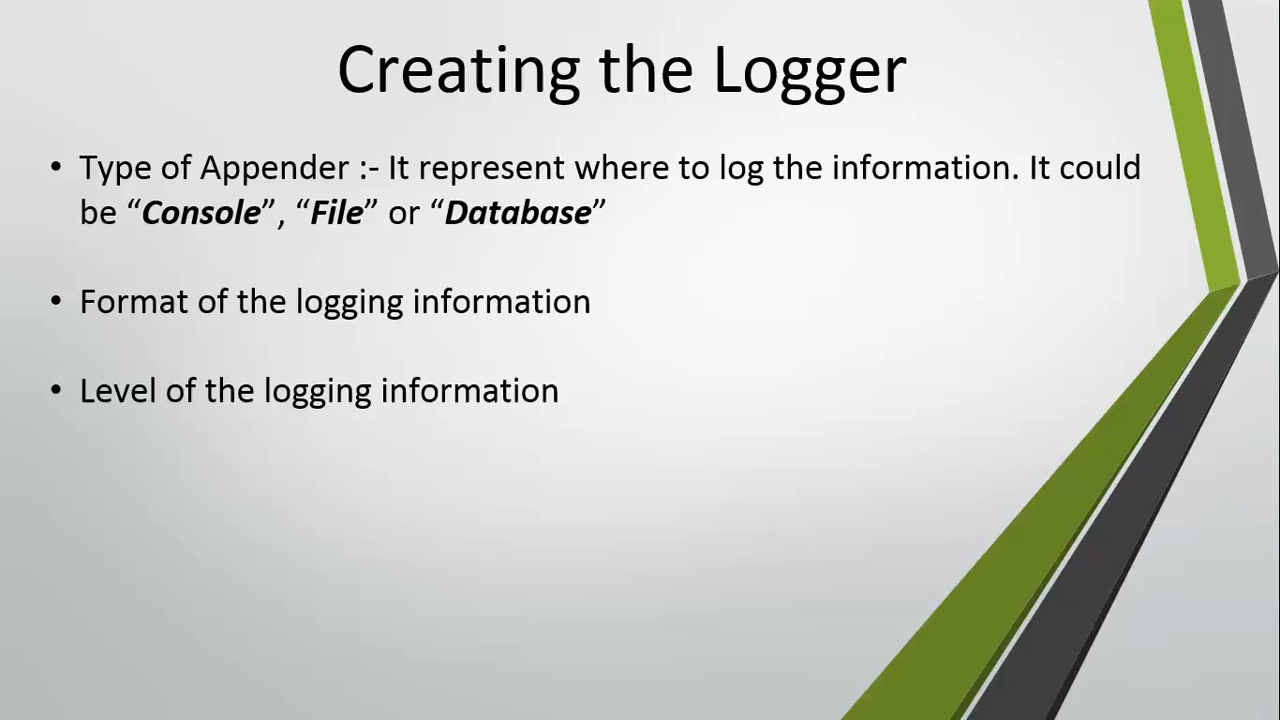 Creating the Logger
• Type of Appender :- It represent where to log the information. It could
be “Console”, “File” or “Database”
• Format of the logging information
• Level of the logging information